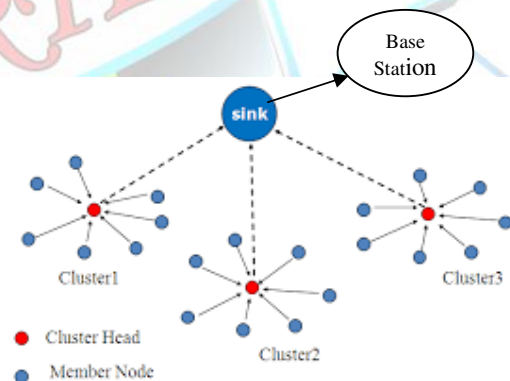 Base
Station
sink
Cluster1
Cluster3
Cluster2
Cluster Head
Member Node